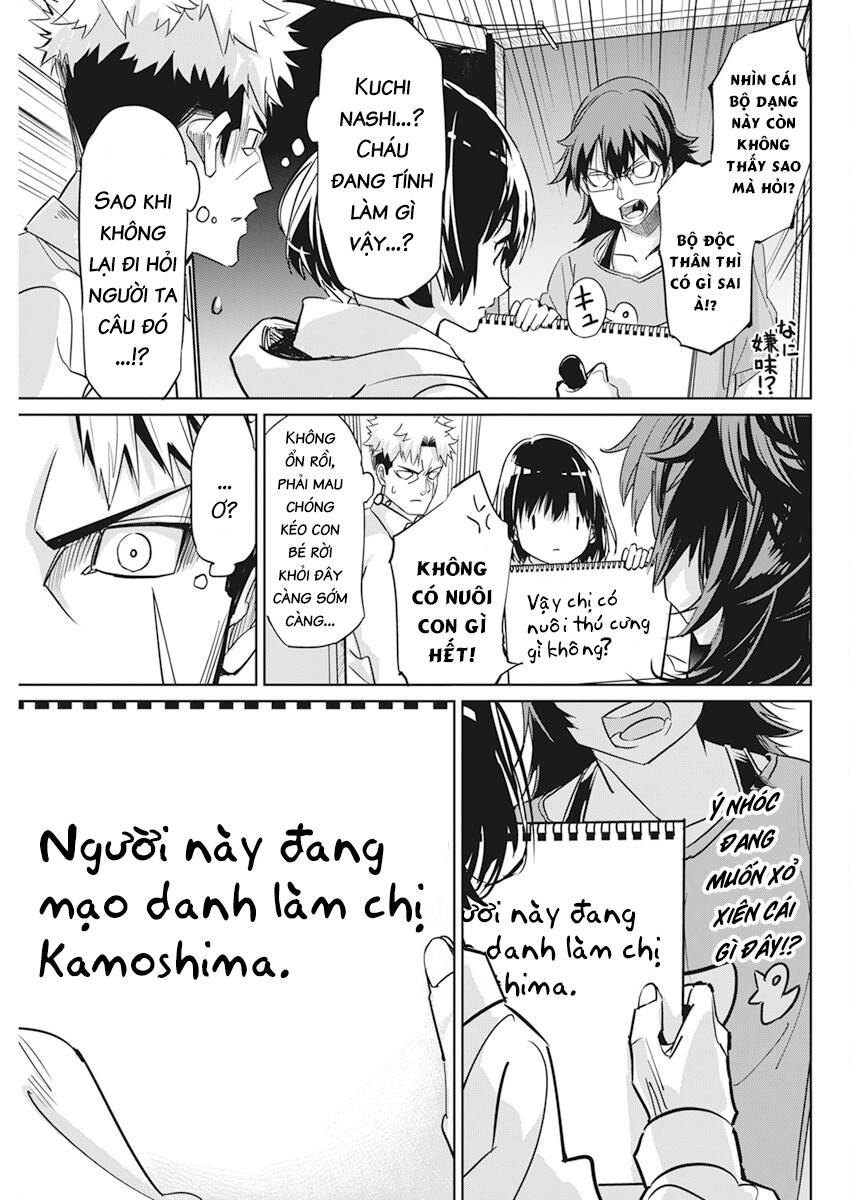 NHÌN CÁI
BỘ DẠNG
NÀY CÒN
KHÔNG
THẤY SAO
MÀ HỎI?
BỘ ĐỘC
THÂN THÌ
CÓ GÌ SAI
À!?
なに
嫌味!?
キュ
KUCHI
NASHI...?
CHÁU
ĐANG TÍNH
LÀM GÌ
VẬY...?
SAO KHI
KHÔNG
LẠI ĐI HỎI
NGƯỜI TA
CÂU ĐÓ
...!?
Vậy chị có
nuôi thú cưng
gì không?
KHÔNG
CÓ NUÔI
CON GÌ
HẾT!
KHÔNG
ỔN RỒI,
PHẢI MAU
CHÓNG
KÉO CON
BÉ RỜI
KHỎI ĐÂY
CÀNG SỚM
CÀNG...
...
Ơ?
Ý NHÓC
ĐANG
MUỐN XỎ
XIÊN CÁI
GÌ ĐÂY!?
ười này đang
danh làm chị
shima.
Người này đang
mạo danh làm chị
Kamoshima.